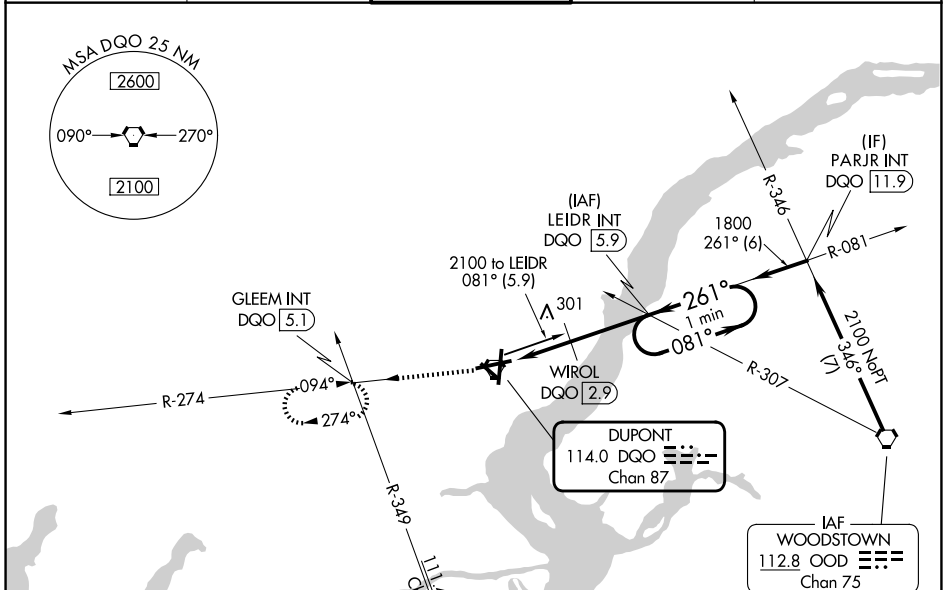 MSA DQO 25 NM
2600
090°
270°
2100
(IF)
PARJR INT
DQO 11.9
R-346
(IAF)
LEIDR INT
DQO 5.9
1800
261° (6)
R-081
2100 to LEIDR
081° (5.9)
GLEEM INT
DQO 5.1
301
261°
1 min
081°
2100 NoPT
346°
(7)
WIROL
DQO 2.9
R-307
094°
R-274
274°
DUPONT
114.0 DQO
Chan 87
R-349
IAF
WOODSTOWN
112.8 OOD
Chan 75